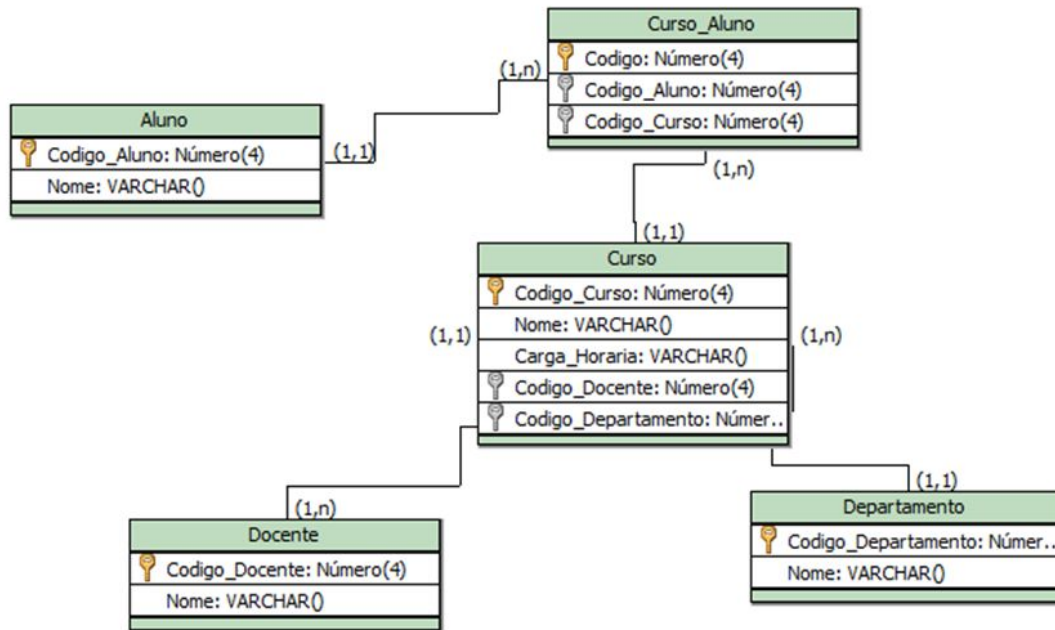 Curso_Aluno
Codigo: Número(4)
Codigo_Aluno: Número(4)
Codigo_Curso: Número(4)
(1,n)
Aluno
Codigo_Aluno: Número(4)
Nome: VARCHAR()
(1,1)
(1,n)
(1,1)
Curso
Codigo_Curso: Número(4)
Nome: VARCHAR()
Carga_Horaria: VARCHAR()
Codigo_Docente: Número(4)
Codigo_Departamento: Númer..
(1,1)
(1,n)
(1,n)
(1,1)
Docente
Codigo_Docente: Número(4)
Nome: VARCHAR()
Departamento
Codigo_Departamento: Númer..
Nome: VARCHAR()